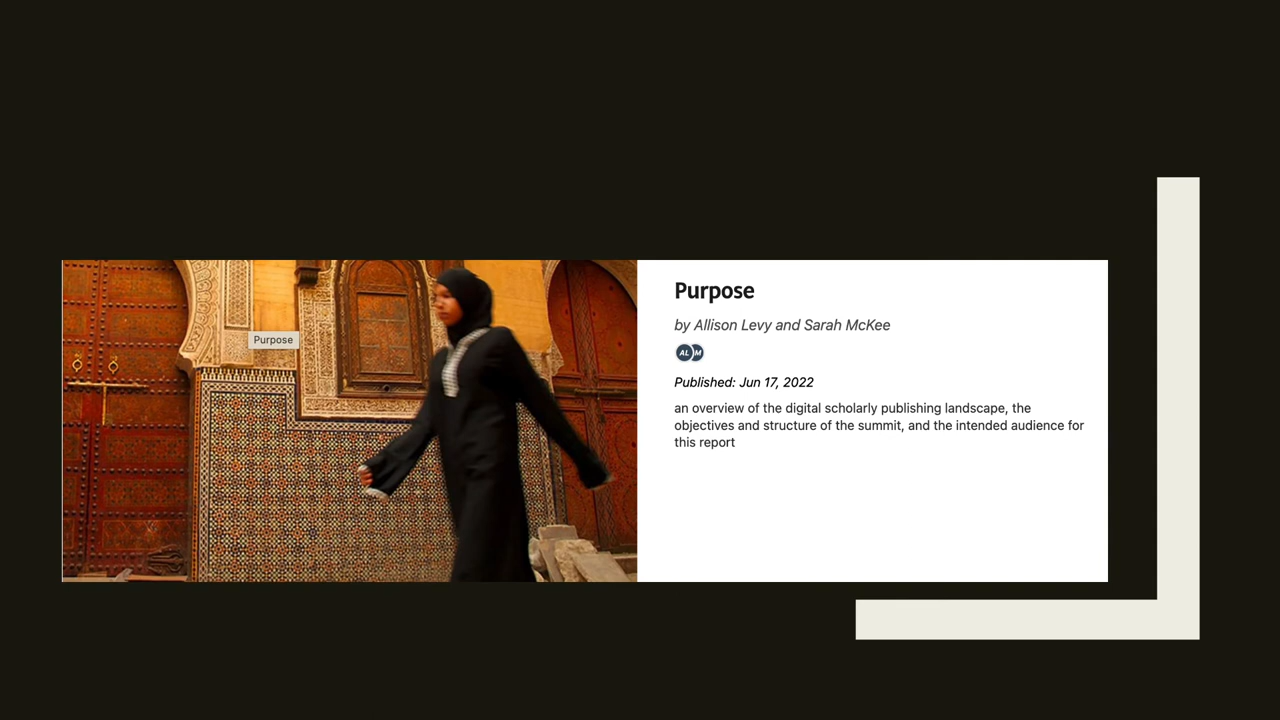 Purpose
Purpose
by Allison Levy and Sarah McKee
AL M
Published: Jun 17, 2022
an overview of the digital scholarly publishing landscape, the
objectives and structure of the summit, and the intended audience for
this report